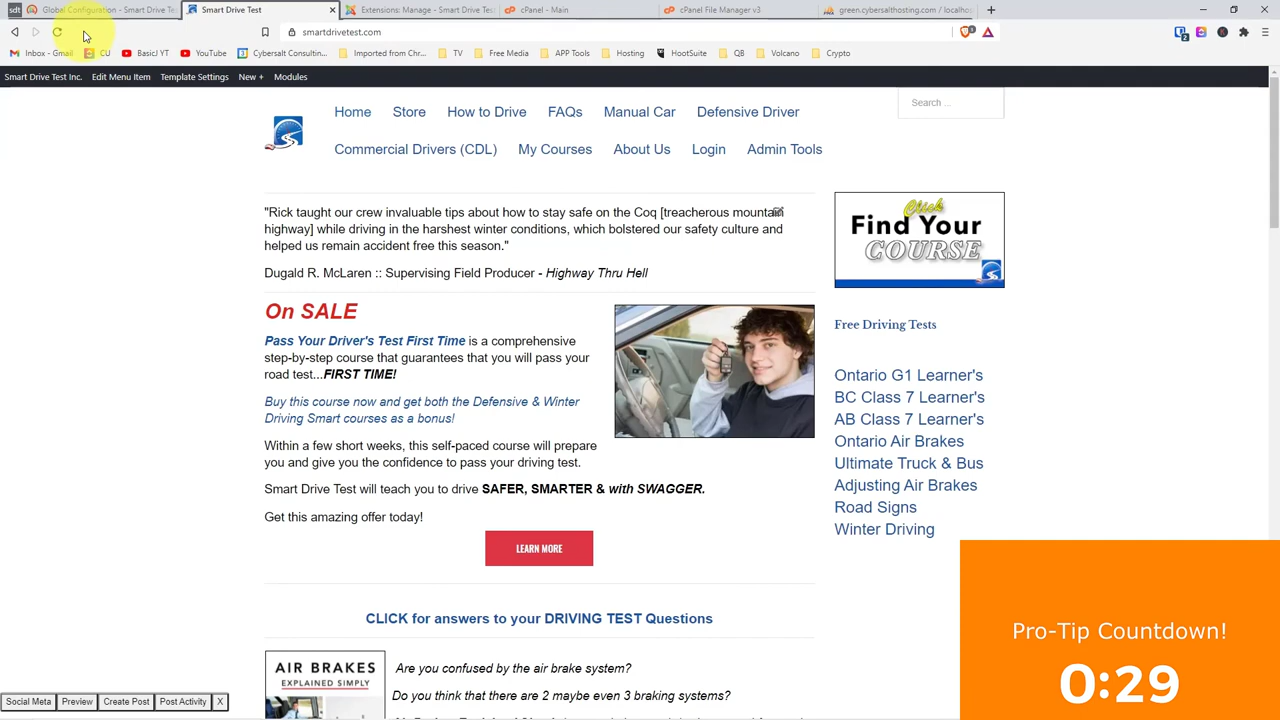 sdt
Global Configuration - Smart Drive Tes
Smart Drive Test
Extensions: Manage - Smart Drive Test
cPanel - Main
cPanel File Manager v3
green.cybersalthosting.com / localhos
smartdrivetest.com
Inbox - Gmail
CU
BasicJ YT
YouTube
Cybersalt Consulting...
Imported from Chrom...
TV
Free Media
APP Tools
Hosting
HootSuite
QB
Volcano
Crypto
Smart Drive Test Inc.
Edit Menu Item
Template Settings
New +
Modules
Home
Store
How to Drive
FAQs
Manual Car
Defensive Driver
Search ...
Commercial Drivers (CDL)
My Courses
About Us
Login
Admin Tools
"Rick taught our crew invaluable tips about how to stay safe on the Coq [treacherous mountain
highway] while driving in the harshest winter conditions, which bolstered our safety culture and
helped us remain accident free this season."
Dugald R. McLaren :: Supervising Field Producer - Highway Thru Hell
Click
Find Your
COURSE
On SALE
Pass Your Driver's Test First Time is a comprehensive
step-by-step course that guarantees that you will pass your
road test...FIRST TIME!
Buy this course now and get both the Defensive & Winter
Driving Smart courses as a bonus!
Within a few short weeks, this self-paced course will prepare
you and give you the confidence to pass your driving test.
Smart Drive Test will teach you to drive SAFER, SMARTER & with SWAGGER.
Get this amazing offer today!
LEARN MORE
Free Driving Tests
Ontario G1 Learner's
BC Class 7 Learner's
AB Class 7 Learner's
Ontario Air Brakes
Ultimate Truck & Bus
Adjusting Air Brakes
Road Signs
Winter Driving
CLICK for answers to your DRIVING TEST Questions
AIR BRAKES
EXPLAINED SIMPLY
Are you confused by the air brake system?
Do you think that there are 2 maybe even 3 braking systems?
Social Meta
Preview
Create Post
Post Activity
X
Pro-Tip Countdown!
0:29